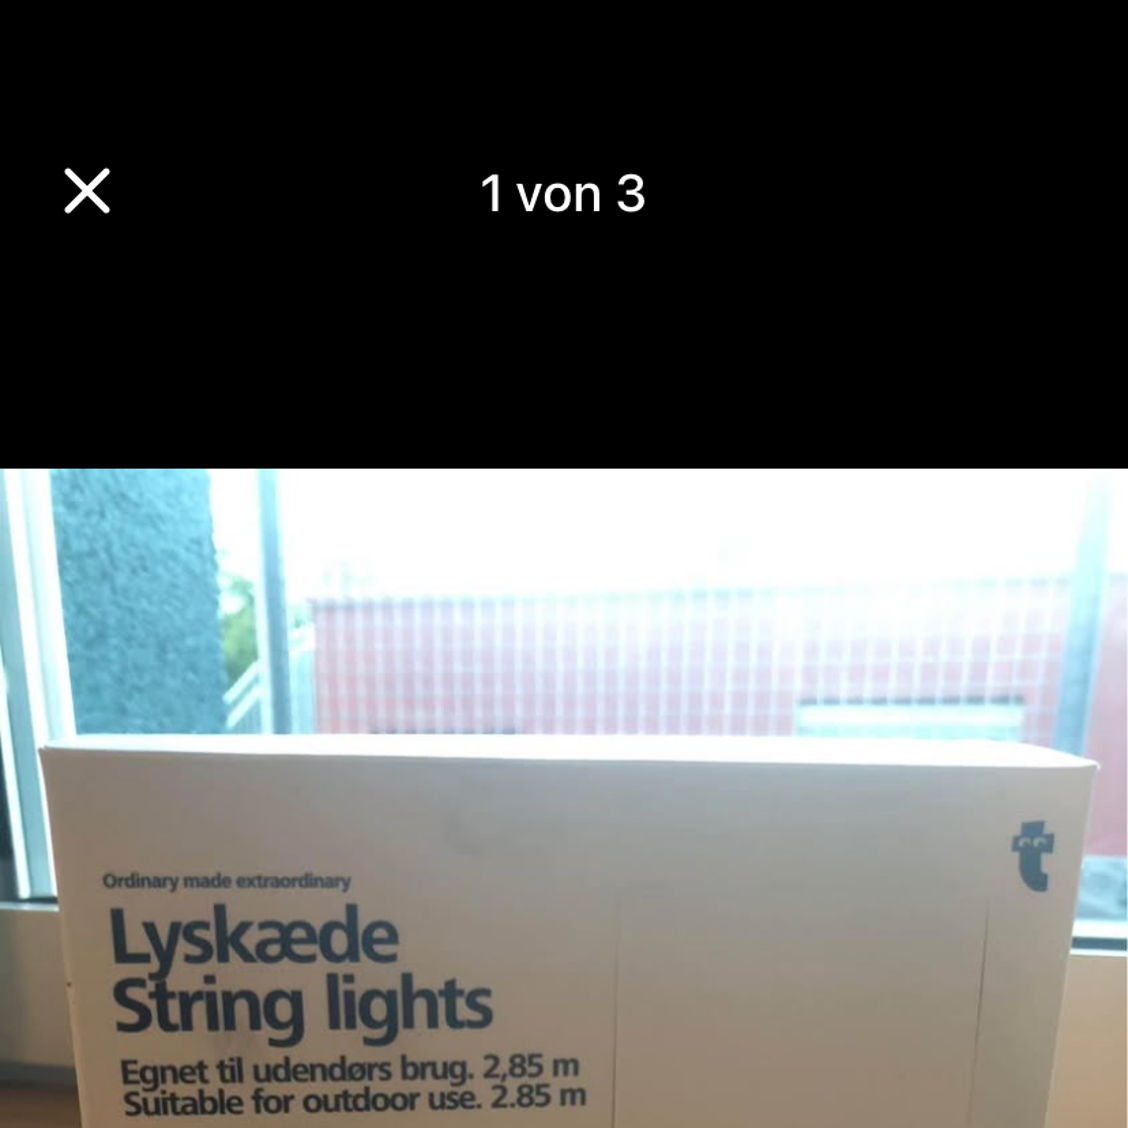 1 von 3
Ordinary made extraordinary
Lyskæde
String lights
Egnet til udendørs brug. 2,85 m
Suitable for outdoor use. 2.85 m